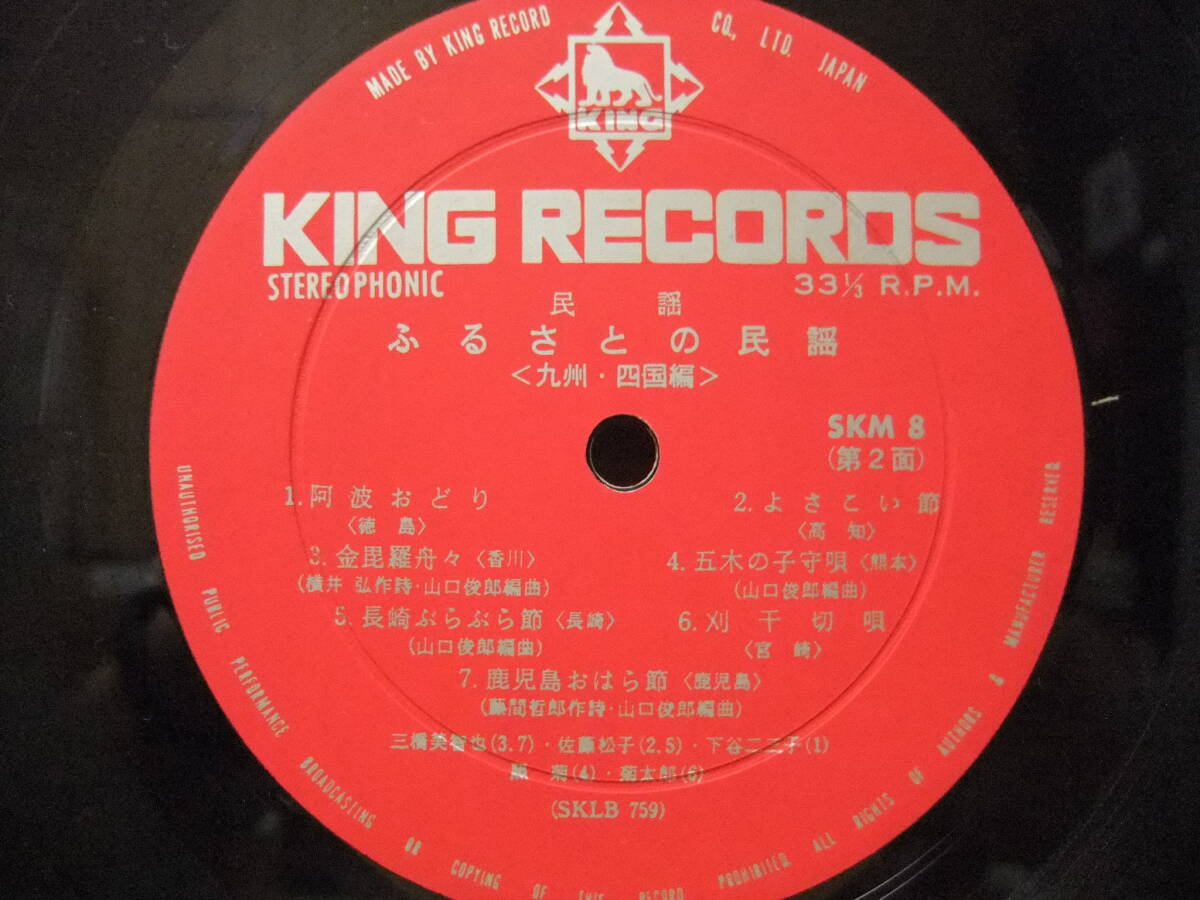 MADE BY KING RECORD CO., LTD. JAPAN
KING
KING RECORDS
STEREOPHONIC 33⅓ R.P.M.
民謡
ふるさとの民謡
<九州・四国編>
SKM 8
(第2面)
1. 阿波おどり 2. よさこい節
〈徳島〉 〈高知〉
3. 金毘羅舟々〈香川〉 4. 五木の子守唄〈熊本〉
(横井 弘作詩・山口俊郎編曲) (山口俊郎編曲)
5. 長崎ぶらぶら節〈長崎〉 6. 刈干切唄
(山口俊郎編曲) 〈宮崎〉
7. 鹿児島おはら節〈鹿児島〉
(藤間哲郎作詩・山口俊郎編曲)
三橋美智也(3.7)・佐藤松子(2.5)・下谷二三子(1)
菊(4)・菊太郎(6)
(SKLB 759)
UNAUTHORISED PUBLIC PERFORMANCE BROADCASTING OR COPYING OF THIS RECORD PROHIBITED. ALL RIGHTS OF AUTHORS & MANUFACTURER RESERVED.